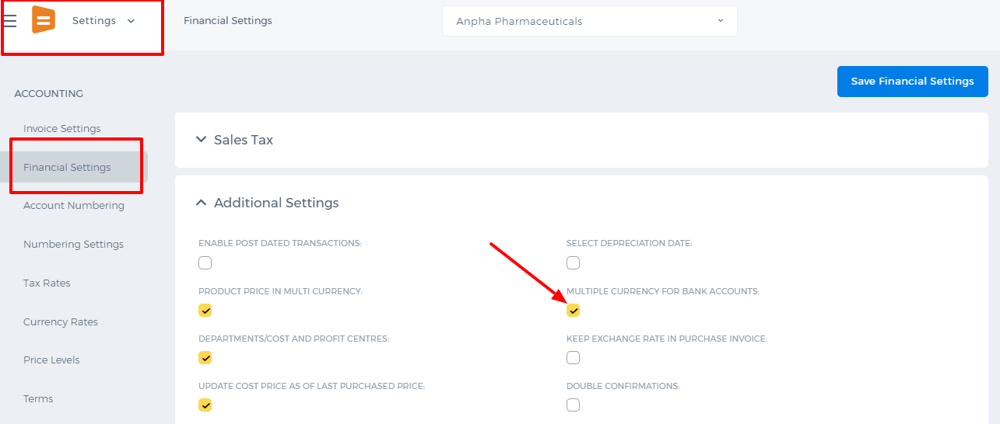 Settings
Financial Settings
Anpha Pharmaceuticals
Save Financial Settings
ACCOUNTING
Invoice Settings
Financial Settings
Account Numbering
Numbering Settings
Tax Rates
Currency Rates
Price Levels
Terms
Sales Tax
Additional Settings
ENABLE POST DATED TRANSACTIONS:
SELECT DEPRECIATION DATE:
PRODUCT PRICE IN MULTI CURRENCY:
MULTIPLE CURRENCY FOR BANK ACCOUNTS:
DEPARTMENTS/COST AND PROFIT CENTRES:
KEEP EXCHANGE RATE IN PURCHASE INVOICE:
UPDATE COST PRICE AS OF LAST PURCHASED PRICE:
DOUBLE CONFIRMATIONS: